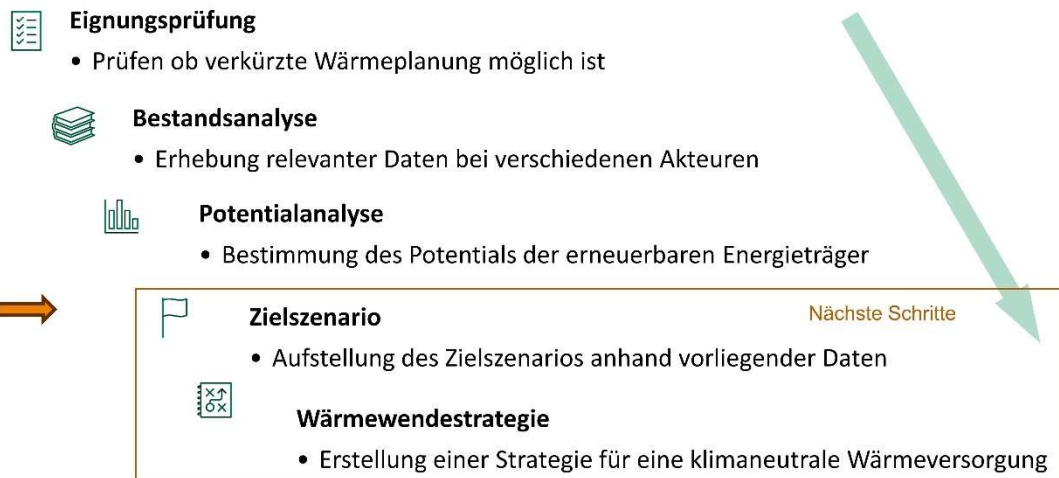 Eignungsprüfung
• Prüfen ob verkürzte Wärmeplanung möglich ist
Bestandsanalyse
• Erhebung relevanter Daten bei verschiedenen Akteuren
Potentialanalyse
• Bestimmung des Potentials der erneuerbaren Energieträger
Zielszenario
Nächste Schritte
• Aufstellung des Zielszenarios anhand vorliegender Daten
Wärmewendestrategie
• Erstellung einer Strategie für eine klimaneutrale Wärmeversorgung